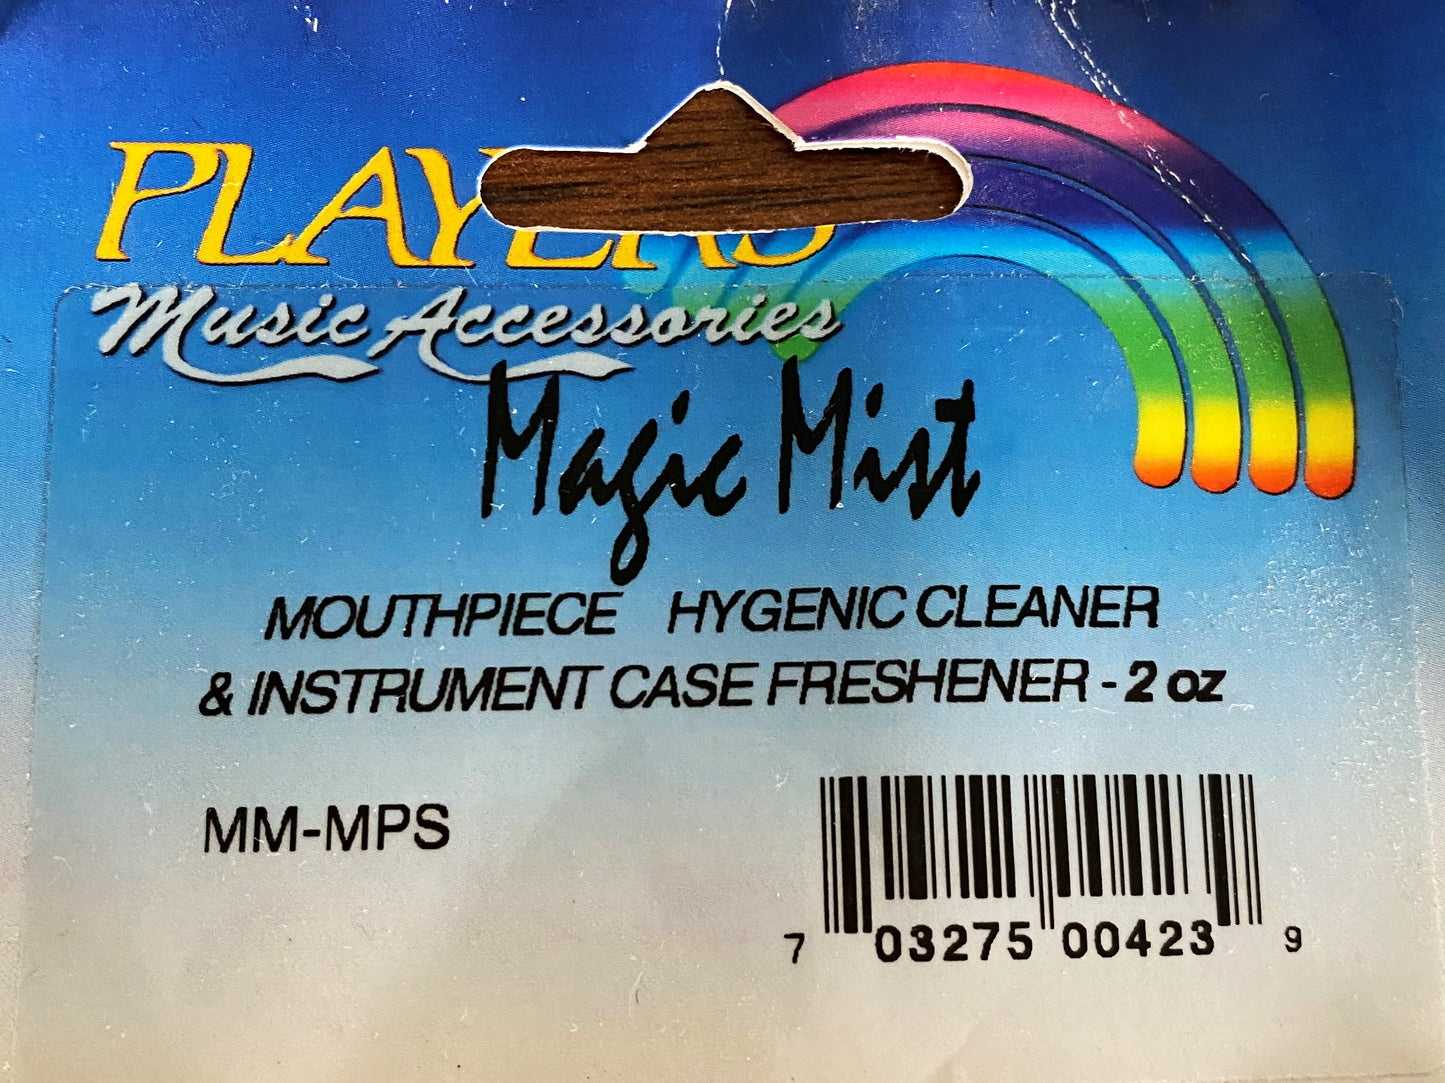 PLAYERS
Music Accessories
Magic Mist
MOUTHPIECE HYGENIC CLEANER
& INSTRUMENT CASE FRESHENER - 2 oz
MM-MPS
7 03275 00423 9